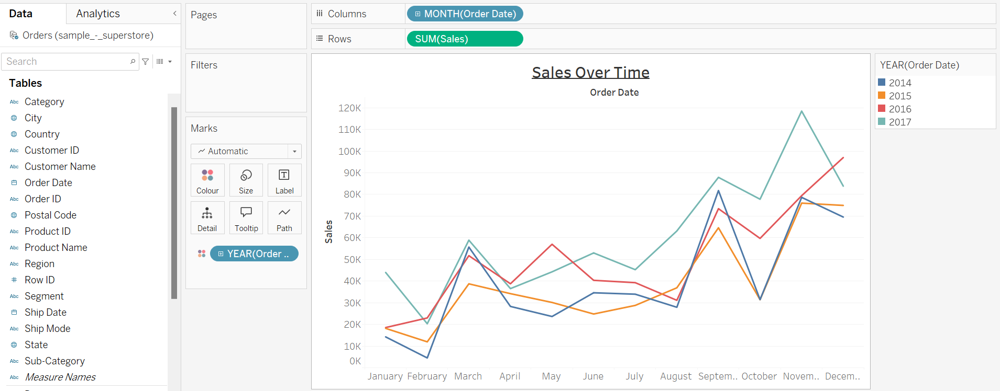 Data
Analytics
Orders (sample_-_superstore)
Search
Tables
Abc Category
City
Country
Abc Customer ID
Abc Customer Name
Order Date
Abc Order ID
Postal Code
Abc Product ID
Abc Product Name
Abc Region
# Row ID
Abc Segment
Ship Date
Abc Ship Mode
State
Abc Sub-Category
Abc Measure Names
Pages
Filters
Marks
Automatic
Colour
Size
T
Label
Detail
Tooltip
Path
YEAR(Order ..
Columns
MONTH(Order Date)
Rows
SUM(Sales)
Sales Over Time
Order Date
Sales
120K
110K
100K
90K
80K
70K
60K
50K
40K
30K
20K
10K
0K
January February March April May June July August Septem.. October Novem.. Decem..
YEAR(Order Date)
2014
2015
2016
2017